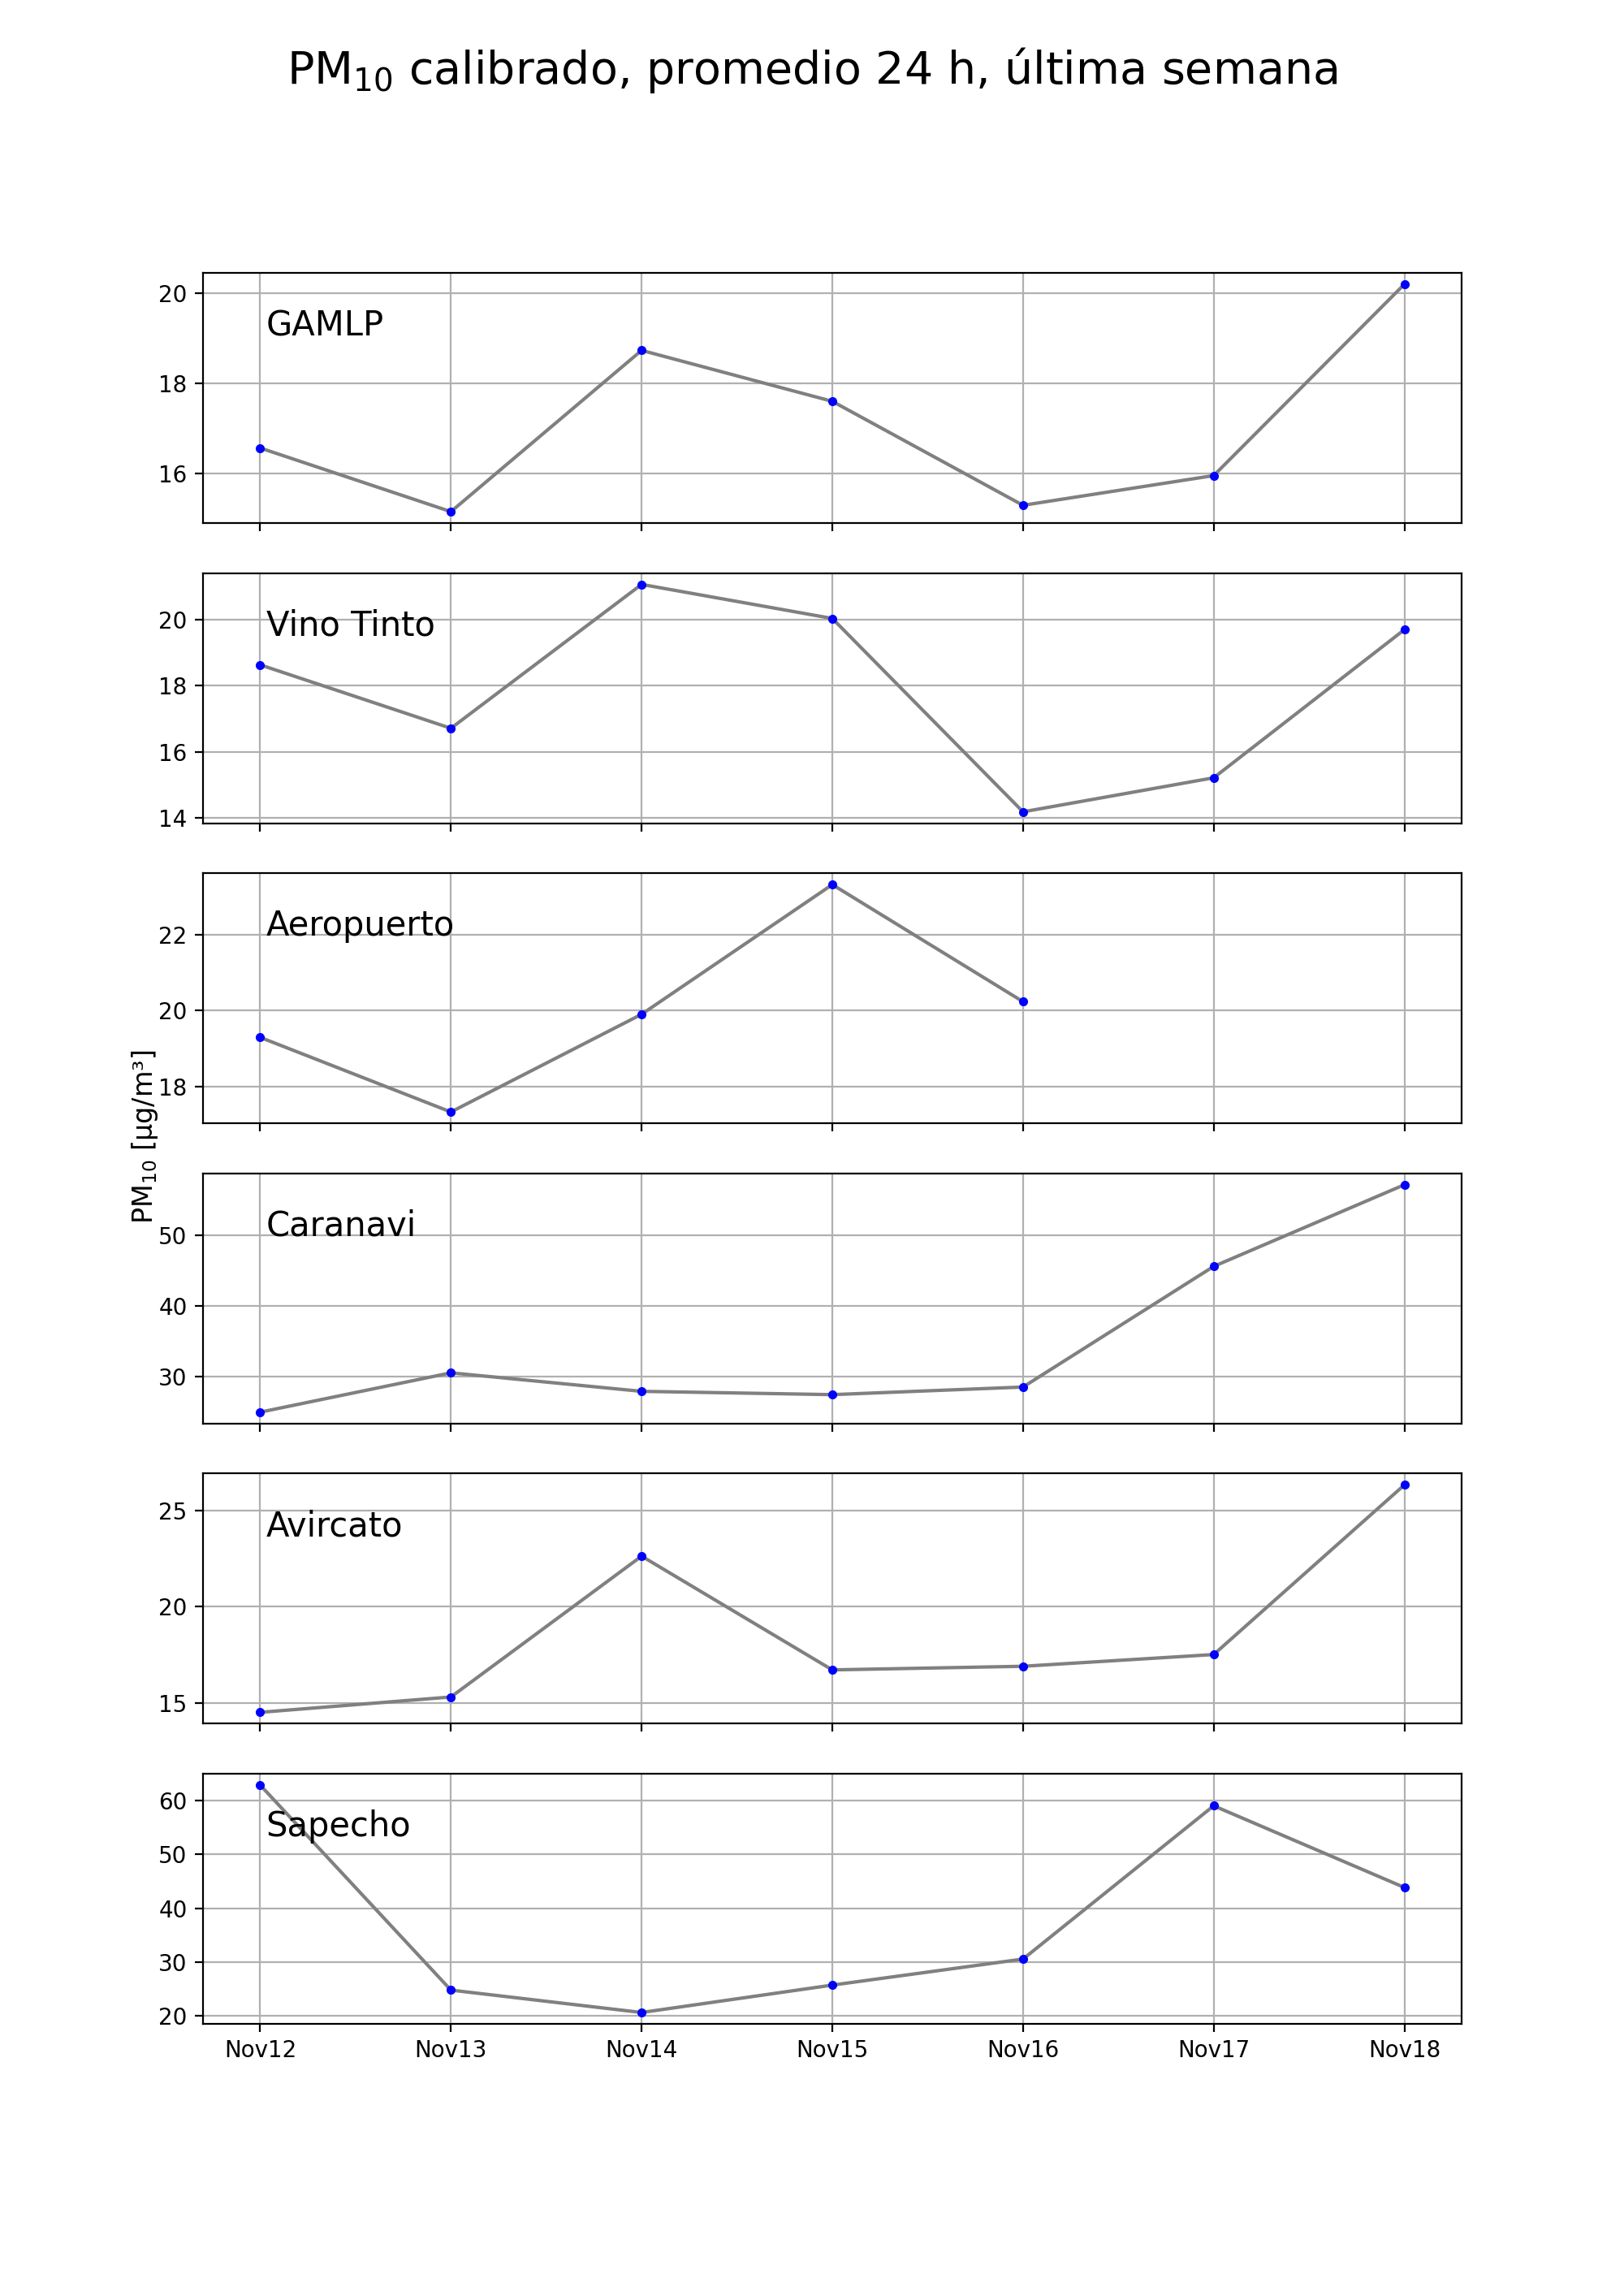 PM₁₀ calibrado, promedio 24 h, última semana
GAMLP
20
18
16
Vino Tinto
20
18
16
14
Aeropuerto
22
20
18
PM₁₀ [µg/m³]
Caranavi
50
40
30
Avircato
25
20
15
Sapecho
60
50
40
30
20
Nov12 Nov13 Nov14 Nov15 Nov16 Nov17 Nov18